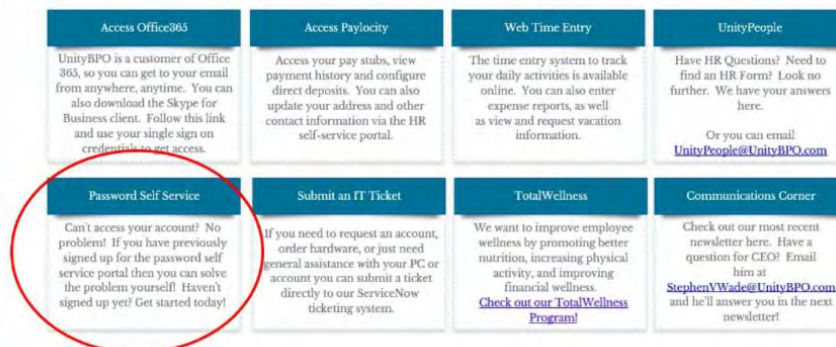 Access Office365
UnityBPO is a customer of Office
365, so you can get to your email
from anywhere, anytime. You can
also download the Skype for
Business client. Follow this link
and use your single sign on
credentials to get access.
Access Paylocity
Access your pay stubs, view
payment history and configure
direct deposits. You can also
update your address and other
contact information via the HR
self-service portal.
Web Time Entry
The time entry system to track
your daily activities is available
online. You can also enter
expense reports, as well
as view and request vacation
information.
UnityPeople
Have HR Questions? Need to
find an HR Form? Look no
further. We have your answers
here.
Or you can email
UnityPeople@UnityBPO.com
Password Self Service
Can't access your account? No
problem! If you have previously
signed up for the password self
service portal then you can solve
the problem yourself! Haven't
signed up yet? Get started today!
Submit an IT Ticket
If you need to request an account,
order hardware, or just need
general assistance with your PC or
account you can submit a ticket
directly to our ServiceNow
ticketing system.
TotalWellness
We want to improve employee
wellness by promoting better
nutrition, increasing physical
activity, and improving
financial wellness.
Check out our TotalWellness
Program!
Communications Corner
Check out our most recent
newsletter here. Have a
question for CEO? Email
him at
StephenVWade@UnityBPO.com
and he'll answer you in the next
newsletter!